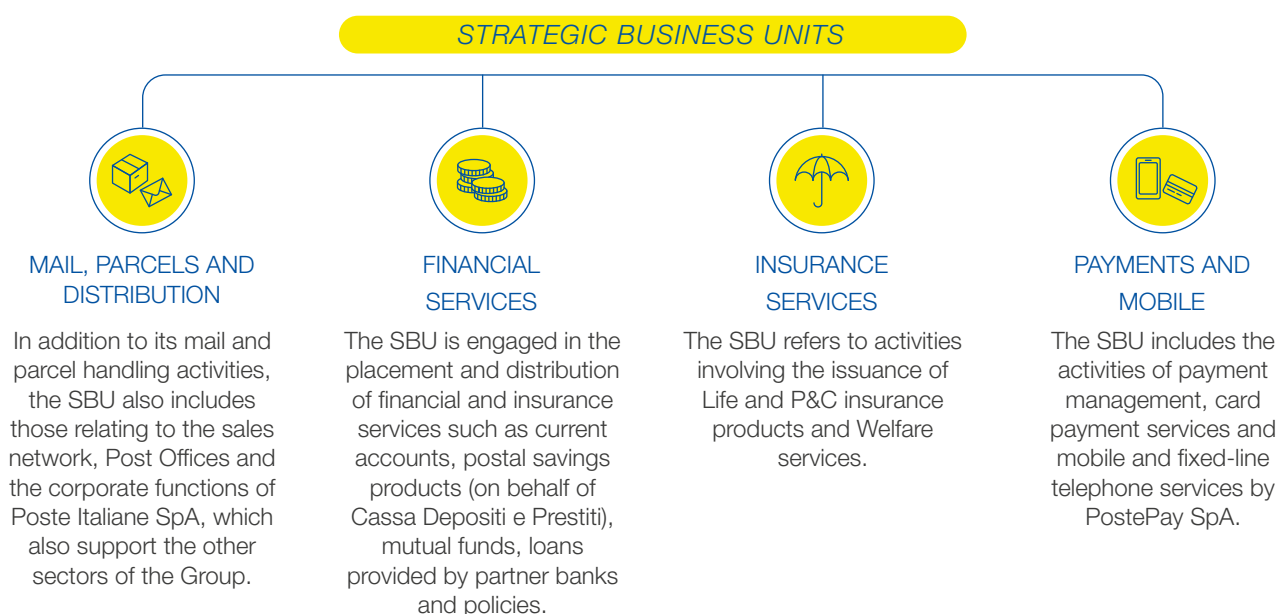 STRATEGIC BUSINESS UNITS
MAIL, PARCELS AND
DISTRIBUTION
In addition to its mail and
parcel handling activities,
the SBU also includes
those relating to the sales
network, Post Offices and
the corporate functions of
Poste Italiane SpA, which
also support the other
sectors of the Group.
FINANCIAL
SERVICES
The SBU is engaged in the
placement and distribution
of financial and insurance
services such as current
accounts, postal savings
products (on behalf of
Cassa Depositi e Prestiti),
mutual funds, loans
provided by partner banks
and policies.
INSURANCE
SERVICES
The SBU refers to activities
involving the issuance of
Life and P&C insurance
products and Welfare
services.
PAYMENTS AND
MOBILE
The SBU includes the
activities of payment
management, card
payment services and
mobile and fixed-line
telephone services by
PostePay SpA.